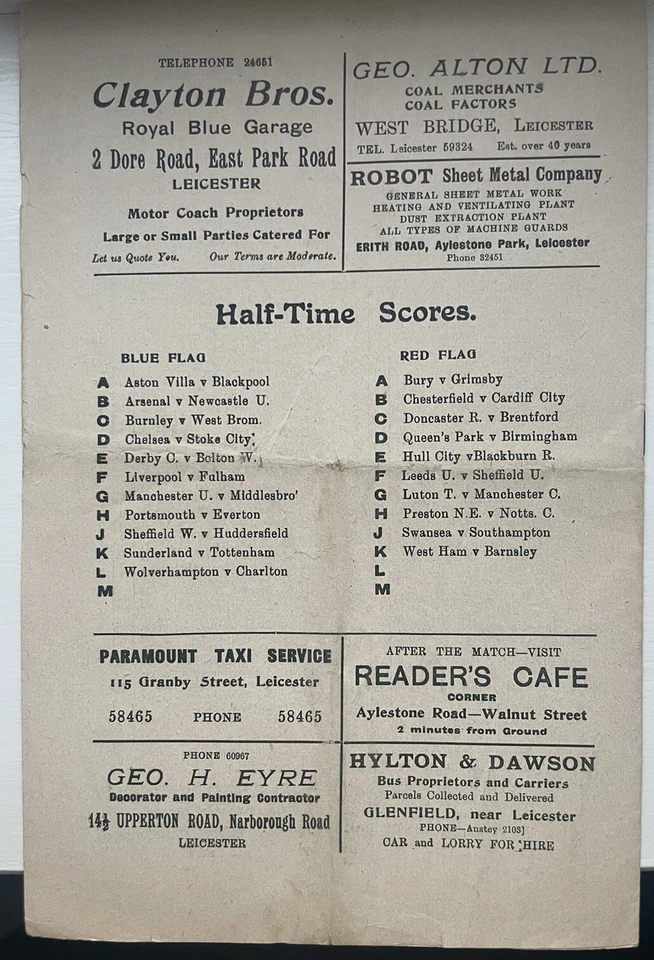 TELEPHONE 24651
Clayton Bros.
Royal Blue Garage
2 Dore Road, East Park Road
LEICESTER
Motor Coach Proprietors
Large or Small Parties Catered For
Let us Quote You. Our Terms are Moderate.
GEO. ALTON LTD.
COAL MERCHANTS
COAL FACTORS
WEST BRIDGE, LEICESTER
TEL. Leicester 59324 Est. over 40 years
ROBOT Sheet Metal Company
GENERAL SHEET METAL WORK
HEATING AND VENTILATING PLANT
DUST EXTRACTION PLANT
ALL TYPES OF MACHINE GUARDS
ERITH ROAD, Aylestone Park, Leicester
Phone 32451
Half-Time Scores.
BLUE FLAG
A Aston Villa v Blackpool
B Arsenal v Newcastle U.
C Burnley v West Brom.
D Chelsea v Stoke City
E Derby C. v Bolton W.
F Liverpool v Fulham
G Manchester U. v Middlesbro'
H Portsmouth v Everton
J Sheffield W. v Huddersfield
K Sunderland v Tottenham
L Wolverhampton v Charlton
M
RED FLAG
A Bury v Grimsby
B Chesterfield v Cardiff City
C Doncaster R. v Brentford
D Queen's Park v Birmingham
E Hull City vBlackburn R.
F Leeds U. v Sheffield U.
G Luton T. v Manchester C.
H Preston N.E. v Notts. C.
J Swansea v Southampton
K West Ham v Barnsley
L
M
PARAMOUNT TAXI SERVICE
115 Granby Street, Leicester
58465 PHONE 58465
AFTER THE MATCH—VISIT
READER'S CAFE
CORNER
Aylestone Road—Walnut Street
2 minutes from Ground
PHONE 60967
GEO. H. EYRE
Decorator and Painting Contractor
14½ UPPERTON ROAD, Narborough Road
LEICESTER
HYLTON & DAWSON
Bus Proprietors and Carriers
Parcels Collected and Delivered
GLENFIELD, near Leicester
PHONE—Anstey 2103]
CAR and LORRY FOR HIRE